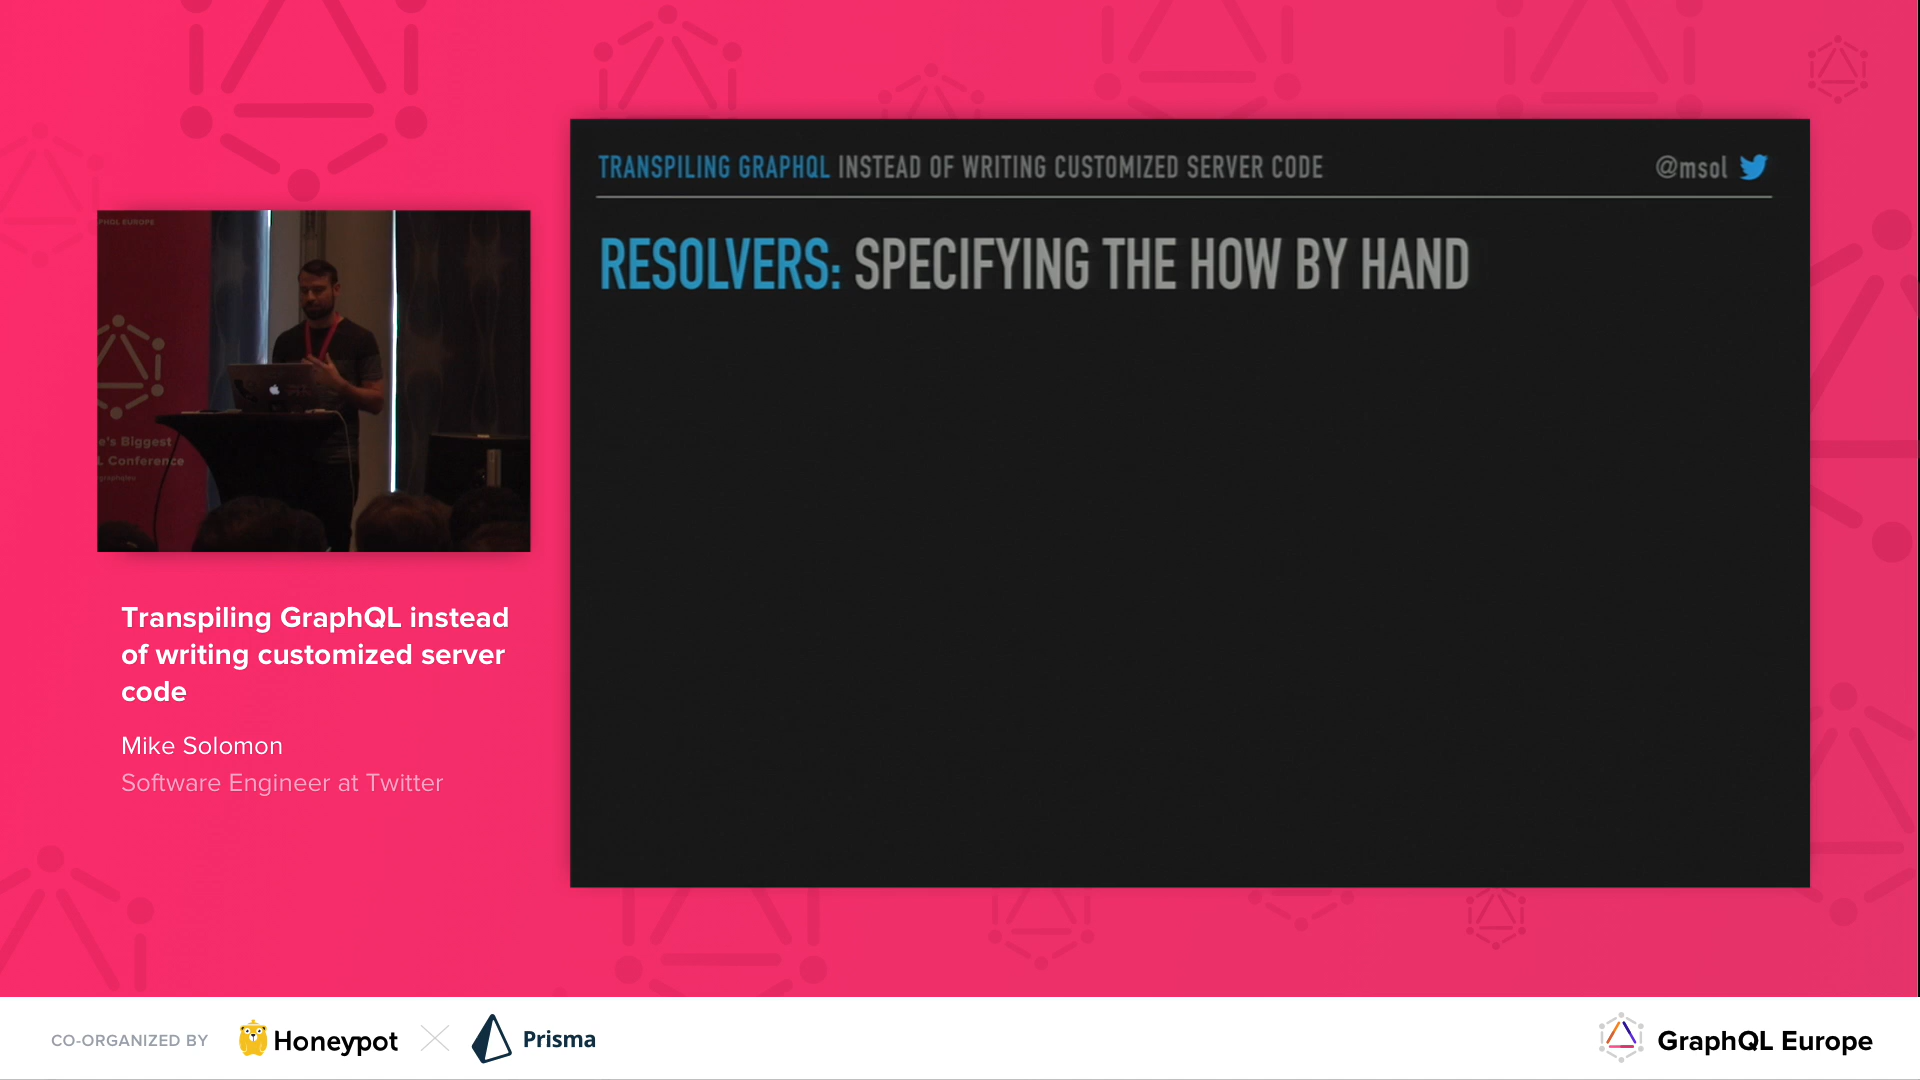 TRANSPILING GRAPHQL INSTEAD OF WRITING CUSTOMIZED SERVER CODE
@msol
RESOLVERS: SPECIFYING THE HOW BY HAND
PHQL EUROPE
e's Biggest
L Conference
Transpiling GraphQL instead
of writing customized server
code
Mike Solomon
Software Engineer at Twitter
CO-ORGANIZED BY
Honeypot
Prisma
GraphQL Europe